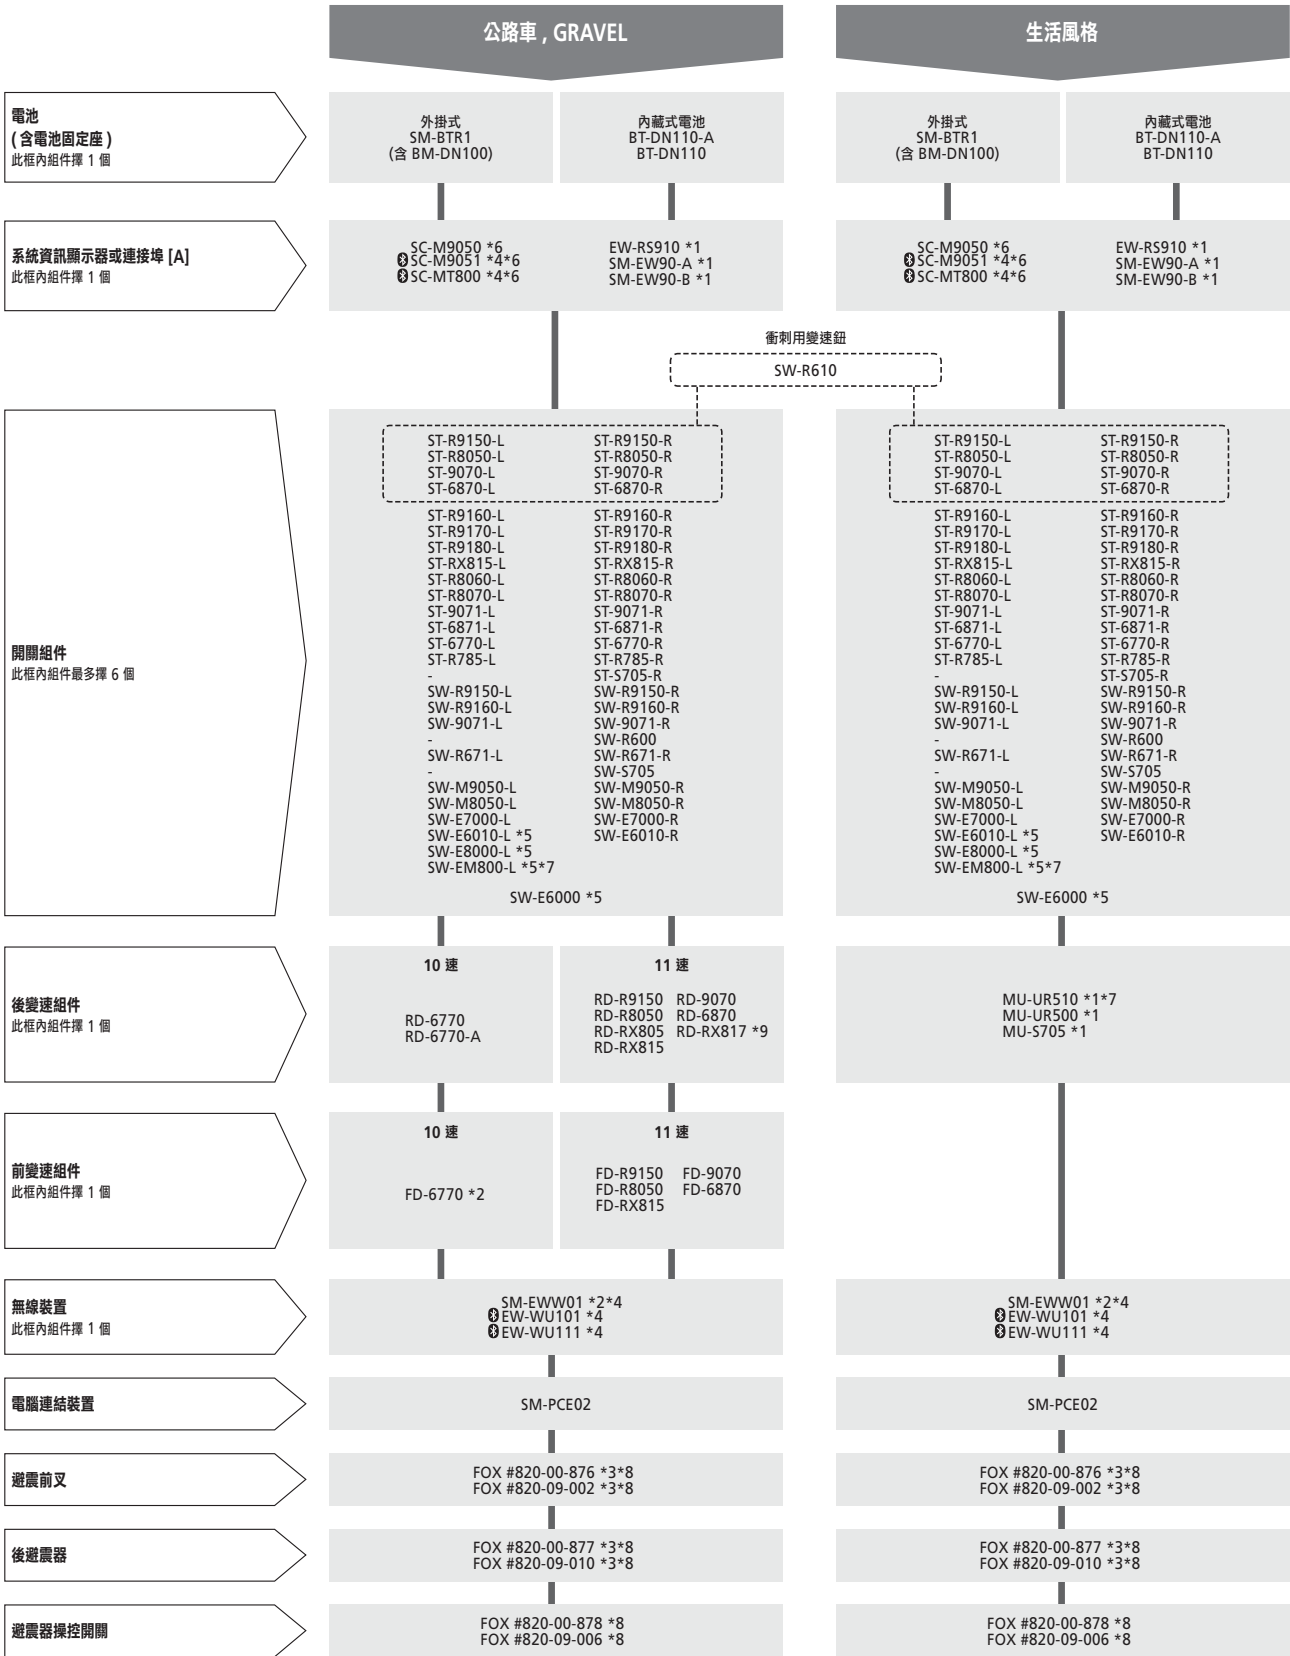 公路車 , GRAVEL
生活風格
電池
( 含電池固定座 )
此框內組件擇 1 個
外掛式
SM-BTR1
(含 BM-DN100)
內藏式電池
BT-DN110-A
BT-DN110
外掛式
SM-BTR1
(含 BM-DN100)
內藏式電池
BT-DN110-A
BT-DN110
系統資訊顯示器或連接埠 [A]
此框內組件擇 1 個
SC-M9050 *6
SC-M9051 *4*6
SC-MT800 *4*6
EW-RS910 *1
SM-EW90-A *1
SM-EW90-B *1
SC-M9050 *6
SC-M9051 *4*6
SC-MT800 *4*6
EW-RS910 *1
SM-EW90-A *1
SM-EW90-B *1
衝刺用變速鈕
SW-R610
開關組件
此框內組件最多擇 6 個
ST-R9150-L ST-R9150-R
ST-R8050-L ST-R8050-R
ST-9070-L ST-9070-R
ST-6870-L ST-6870-R
ST-R9160-L ST-R9160-R
ST-R9170-L ST-R9170-R
ST-R9180-L ST-R9180-R
ST-RX815-L ST-RX815-R
ST-R8060-L ST-R8060-R
ST-R8070-L ST-R8070-R
ST-9071-L ST-9071-R
ST-6871-L ST-6871-R
ST-6770-L ST-6770-R
ST-R785-L ST-R785-R
- ST-S705-R
SW-R9150-L SW-R9150-R
SW-R9160-L SW-R9160-R
SW-9071-L SW-9071-R
- SW-R600
SW-R671-L SW-R671-R
- SW-S705
SW-M9050-L SW-M9050-R
SW-M8050-L SW-M8050-R
SW-E7000-L SW-E7000-R
SW-E6010-L *5 SW-E6010-R
SW-E8000-L *5
SW-EM800-L *5*7
SW-E6000 *5
ST-R9150-L ST-R9150-R
ST-R8050-L ST-R8050-R
ST-9070-L ST-9070-R
ST-6870-L ST-6870-R
ST-R9160-L ST-R9160-R
ST-R9170-L ST-R9170-R
ST-R9180-L ST-R9180-R
ST-RX815-L ST-RX815-R
ST-R8060-L ST-R8060-R
ST-R8070-L ST-R8070-R
ST-9071-L ST-9071-R
ST-6871-L ST-6871-R
ST-6770-L ST-6770-R
ST-R785-L ST-R785-R
- ST-S705-R
SW-R9150-L SW-R9150-R
SW-R9160-L SW-R9160-R
SW-9071-L SW-9071-R
- SW-R600
SW-R671-L SW-R671-R
- SW-S705
SW-M9050-L SW-M9050-R
SW-M8050-L SW-M8050-R
SW-E7000-L SW-E7000-R
SW-E6010-L *5 SW-E6010-R
SW-E8000-L *5
SW-EM800-L *5*7
SW-E6000 *5
後變速組件
此框內組件擇 1 個
10 速
RD-6770
RD-6770-A
11 速
RD-R9150 RD-9070
RD-R8050 RD-6870
RD-RX805 RD-RX817 *9
RD-RX815
MU-UR510 *1*7
MU-UR500 *1
MU-S705 *1
前變速組件
此框內組件擇 1 個
10 速
FD-6770 *2
11 速
FD-R9150 FD-9070
FD-R8050 FD-6870
FD-RX815
無線裝置
此框內組件擇 1 個
SM-EWW01 *2*4
EW-WU101 *4
EW-WU111 *4
SM-EWW01 *2*4
EW-WU101 *4
EW-WU111 *4
電腦連結裝置
SM-PCE02
SM-PCE02
避震前叉
FOX #820-00-876 *3*8
FOX #820-09-002 *3*8
FOX #820-00-876 *3*8
FOX #820-09-002 *3*8
後避震器
FOX #820-00-877 *3*8
FOX #820-09-010 *3*8
FOX #820-00-877 *3*8
FOX #820-09-010 *3*8
避震器操控開關
FOX #820-00-878 *8
FOX #820-09-006 *8
FOX #820-00-878 *8
FOX #820-09-006 *8